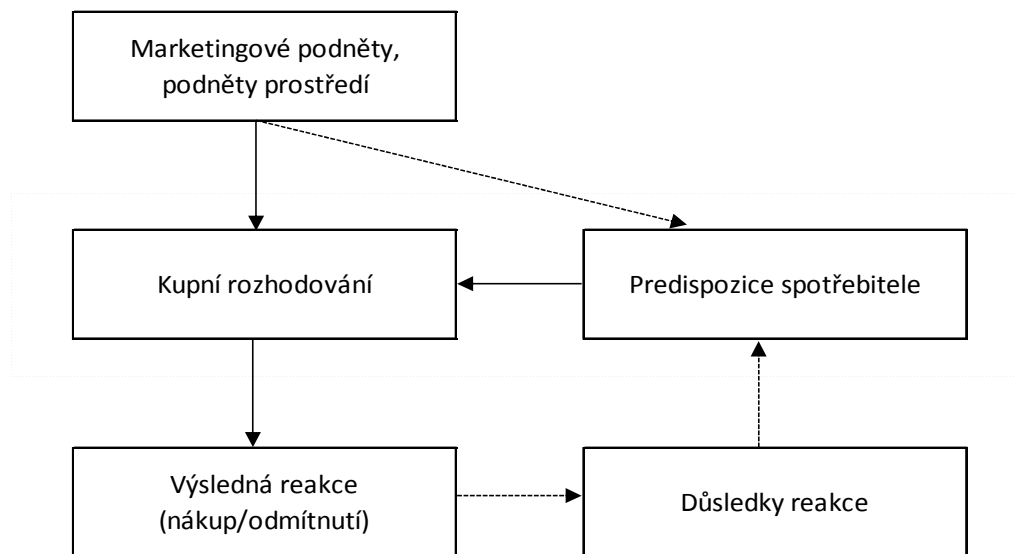 Marketingové podněty,
podněty prostředí
Kupní rozhodování
Predispozice spotřebitele
Výsledná reakce
(nákup/odmítnutí)
Důsledky reakce